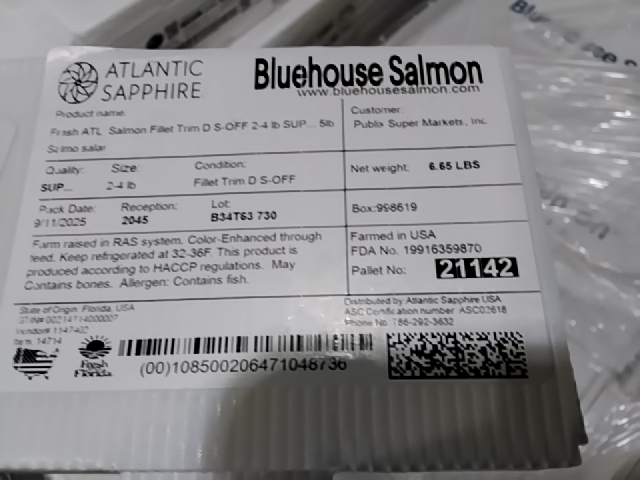 ATLANTIC
SAPPHIRE
Bluehouse Salmon
www.bluehousesalmon.com
Product name:
Fresh ATL Salmon Fillet Trim D S-OFF 2-4 lb SUP... 5lb
Salmo salar
Customer:
Publix Super Markets, Inc.
Quality:
Size:
Condition:
SUP...
2-4 lb
Fillet Trim D S-OFF
Net weight: 6.65 LBS
Pack Date:
Reception:
Lot:
9/11/2025
2045
B34T63 730
Box:998619
Farm raised in RAS system. Color-Enhanced through
feed. Keep refrigerated at 32-36F. This product is
produced according to HACCP regulations. May
Contains bones. Allergen: Contains fish.
Farmed in USA
FDA No. 19916359870
Pallet No: 21142
State of Origin: Florida, USA
Item: 14714
Distributed by Atlantic Sapphire USA
ASC Certification number: ASC02618
Phone No: 786-292-3632
Fresh
Florida
(00)108500206471048736